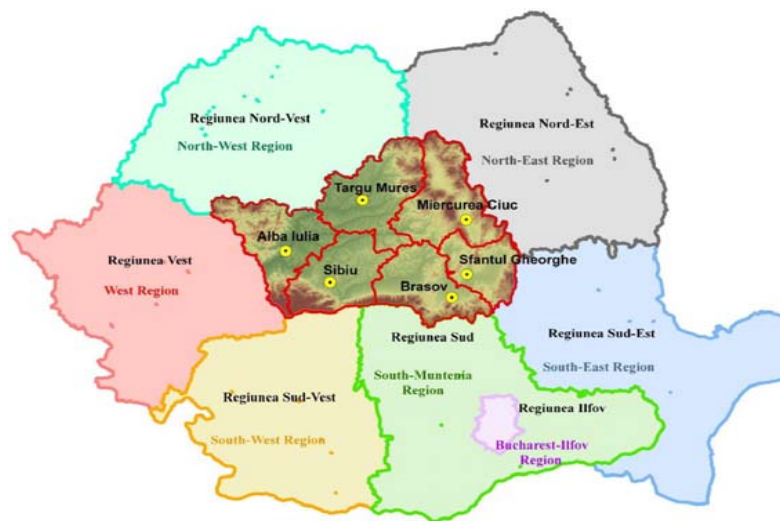 Regiunea Nord-Vest
North-West Region
Regiunea Nord-Est
North-East Region
Targu Mures
Miercurea Ciuc
Alba Iulia
Sfantul Gheorghe
Sibiu
Brasov
Regiunea Vest
West Region
Regiunea Sud
Regiunea Sud-Est
South-East Region
South-Muntenia
Region
Regiunea Sud-Vest
South-West Region
Regiunea Ilfov
Bucharest-Ilfov
Region